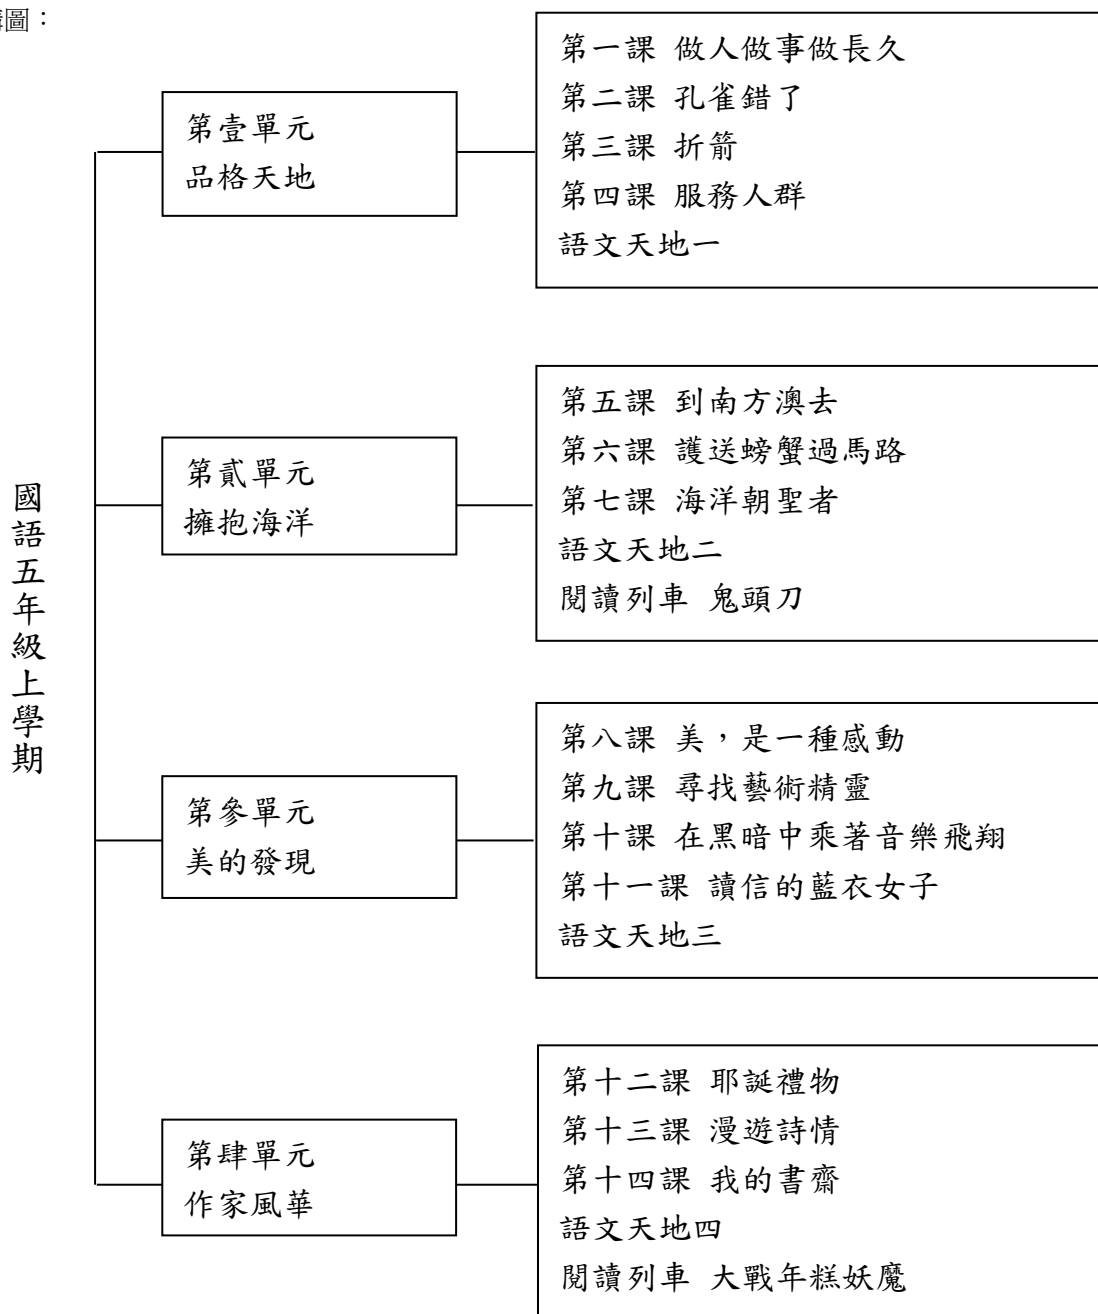 構圖：
國語五年級上學期
第壹單元
品格天地
第一課 做人做事做長久
第二課 孔雀錯了
第三課 折箭
第四課 服務人群
語文天地一
第貳單元
擁抱海洋
第五課 到南方澳去
第六課 護送螃蟹過馬路
第七課 海洋朝聖者
語文天地二
閱讀列車 鬼頭刀
第參單元
美的發現
第八課 美，是一種感動
第九課 尋找藝術精靈
第十課 在黑暗中乘著音樂飛翔
第十一課 讀信的藍衣女子
語文天地三
第肆單元
作家風華
第十二課 耶誕禮物
第十三課 漫遊詩情
第十四課 我的書齋
語文天地四
閱讀列車 大戰年糕妖魔